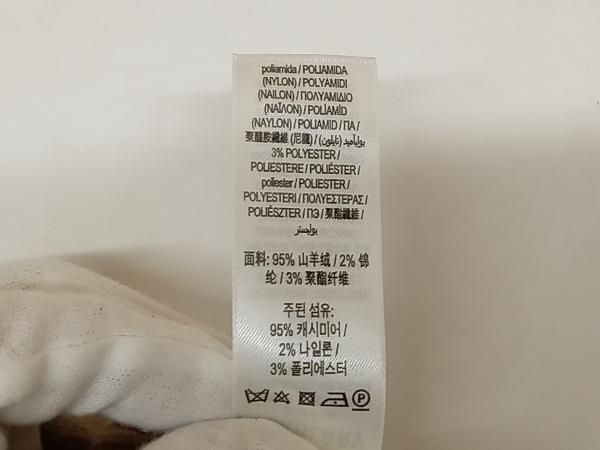 poliamida / POLIAMIDA
(NYLON) / POLYAMIDI
(NAILON) / ΠΟΛΥΑΜΙΔΙΟ
(ΝΑΪΛΟΝ) / POLİAMİD
(NAYLON) / POLIAMID / ПА /
聚醯胺纖維 (尼龍) / بولياميد (نايلون)
3% POLYESTER /
POLIESTERE / POLIÉSTER /
poliéster / POLIESTER /
POLYESTERI / ΠΟΛΥΕΣΤΕΡΑΣ /
POLIÉSZTER / ПЭ / 聚酯纖維 /
بوليستر
面料: 95% 山羊绒 / 2% 锦
纶 / 3% 聚酯纤维
주된 섬유:
95% 캐시미어 /
2% 나일론 /
3% 폴리에스터
P